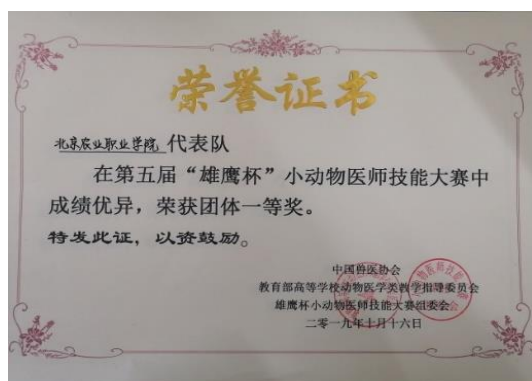 荣誉证书
北京农业职业学院 代表队
在第五届“雄鹰杯”小动物医师技能大赛中
成绩优异，荣获团体一等奖。
特发此证，以资鼓励。
中国兽医协会
教育部高等学校动物医学类教学指导委员会
雄鹰杯小动物医师技能大赛组委会
二零一九年十月十六日